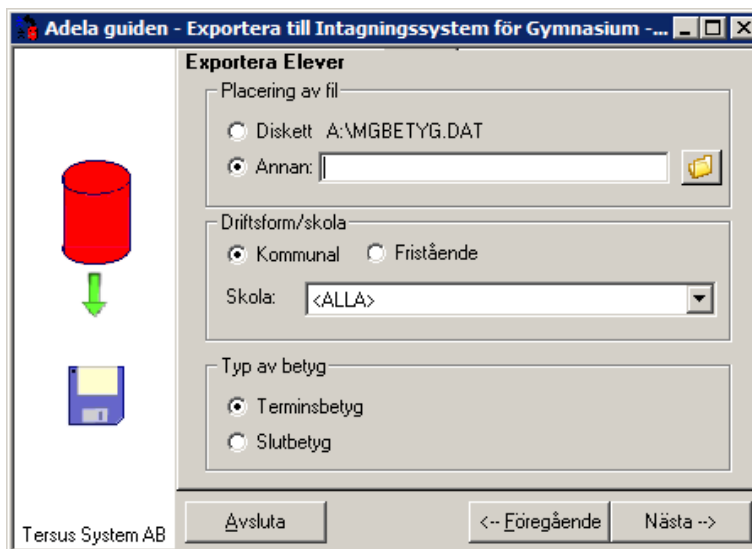 Adela guiden - Exportera till Intagningssystem för Gymnasium -...
Exportera Elever
Placering av fil
Diskett A:\MGBETYG.DAT
Annan:
Driftsform/skola
Kommunal Fristående
Skola: <ALLA>
Typ av betyg
Terminsbetyg
Slutbetyg
Tersus System AB
Avsluta <-- Föregående Nästa -->